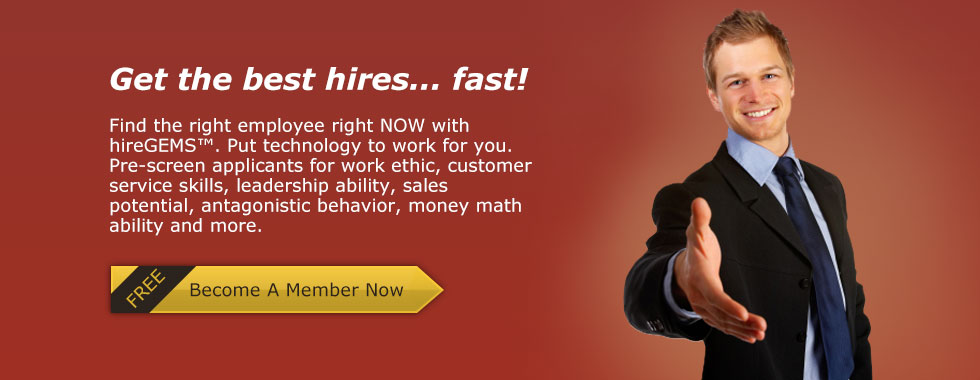 Get the best hires... fast!
Find the right employee right NOW with
hireGEMS™. Put technology to work for you.
Pre-screen applicants for work ethic, customer
service skills, leadership ability, sales
potential, antagonistic behavior, money math
ability and more.
FREE
Become A Member Now